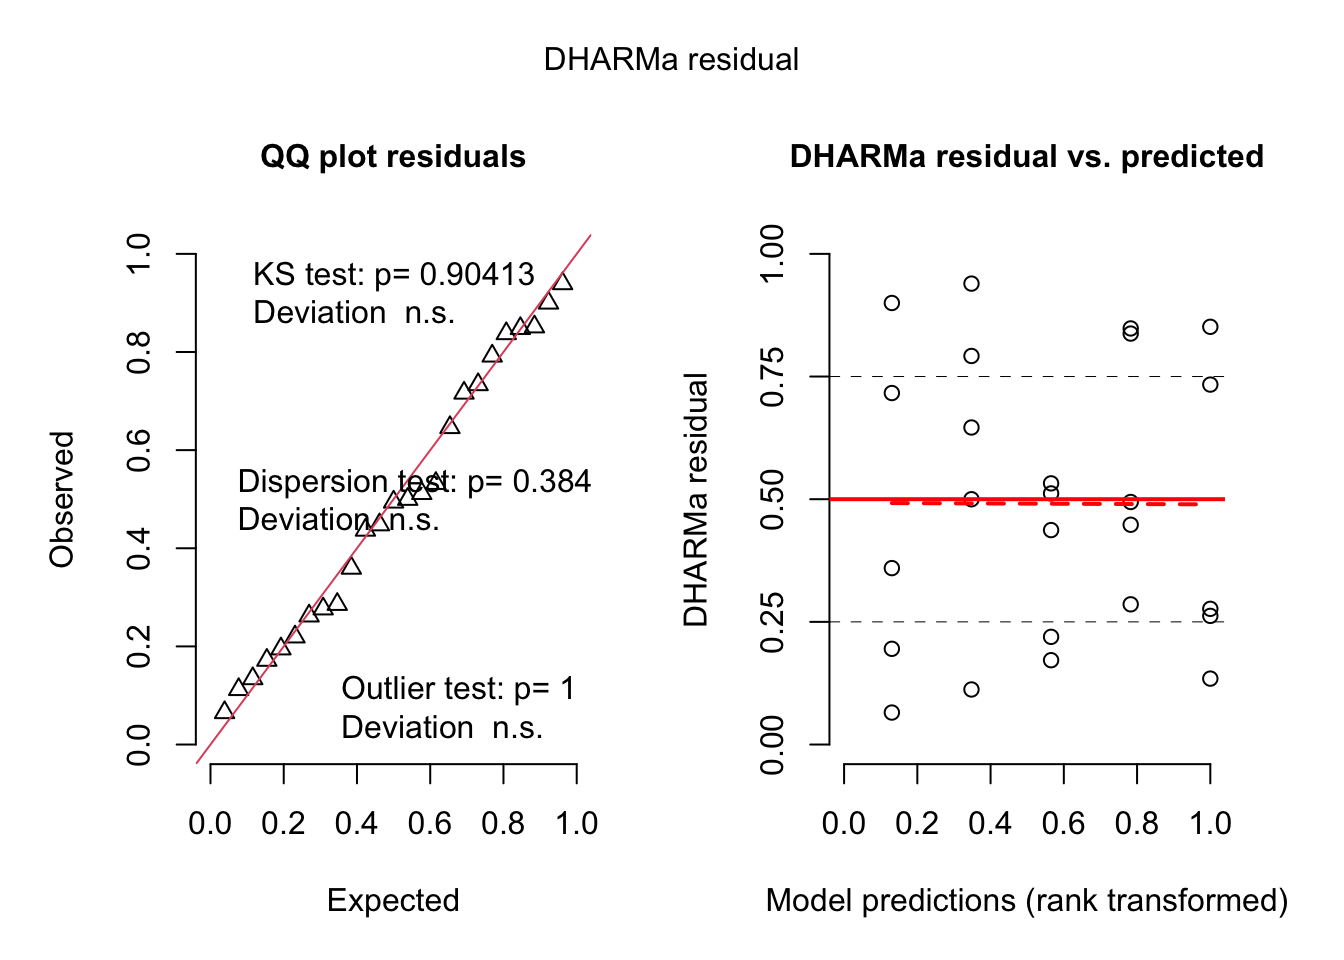 DHARMa residual
QQ plot residuals
KS test: p= 0.90413
Deviation  n.s.
Dispersion test: p= 0.384
Deviation  n.s.
Outlier test: p= 1
Deviation  n.s.
Observed
0.0 0.2 0.4 0.6 0.8 1.0
0.0 0.2 0.4 0.6 0.8 1.0
Expected
DHARMa residual vs. predicted
DHARMa residual
0.00 0.25 0.50 0.75 1.00
0.0 0.2 0.4 0.6 0.8 1.0
Model predictions (rank transformed)